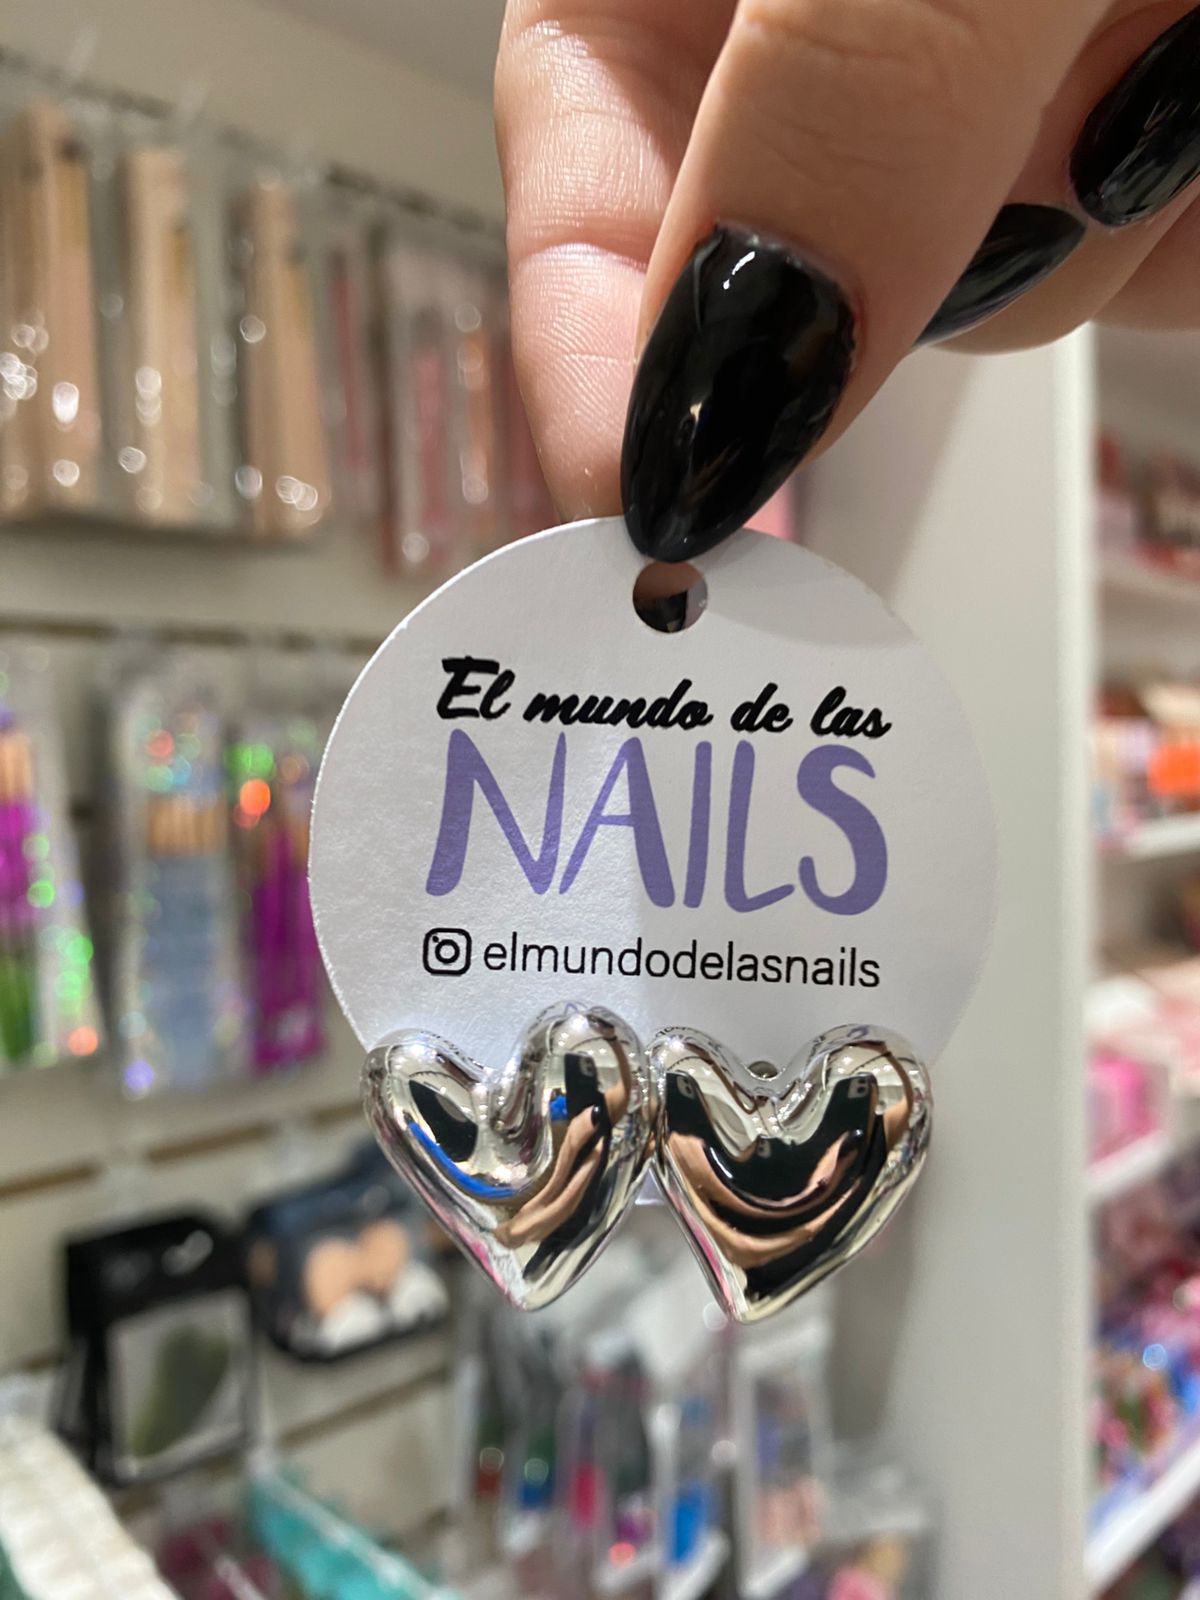 El mundo de las
NAILS
elmundodelasnails